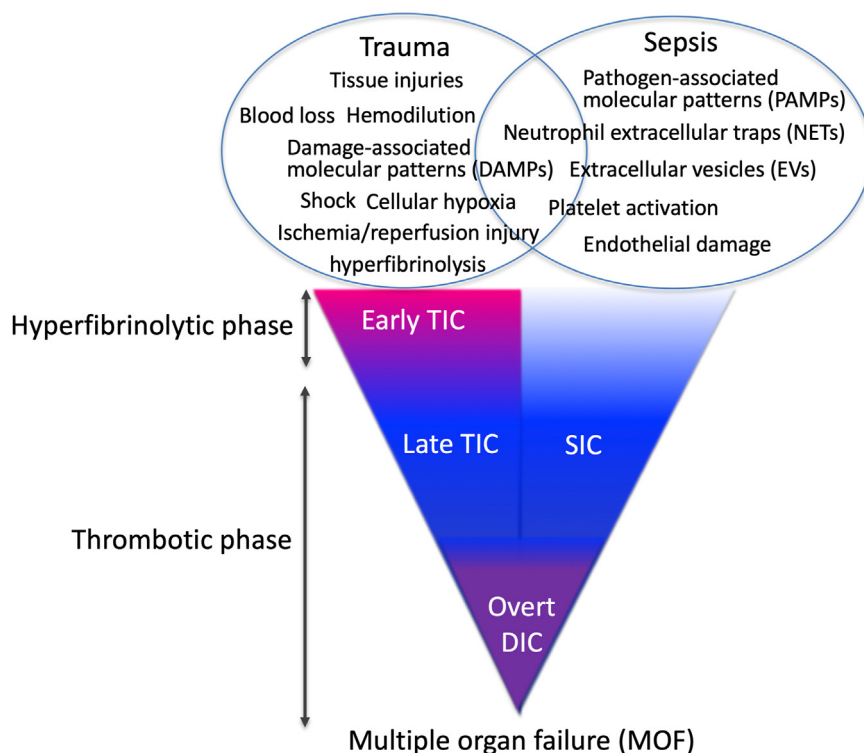 Trauma
Tissue injuries
Blood loss Hemodilution
Damage-associated
molecular patterns (DAMPs)
Shock Cellular hypoxia
Ischemia/reperfusion injury
hyperfibrinolysis
Sepsis
Pathogen-associated
molecular patterns (PAMPs)
Neutrophil extracellular traps (NETs)
Extracellular vesicles (EVs)
Platelet activation
Endothelial damage
Hyperfibrinolytic phase
Early TIC
Late TIC
SIC
Thrombotic phase
Overt
DIC
Multiple organ failure (MOF)